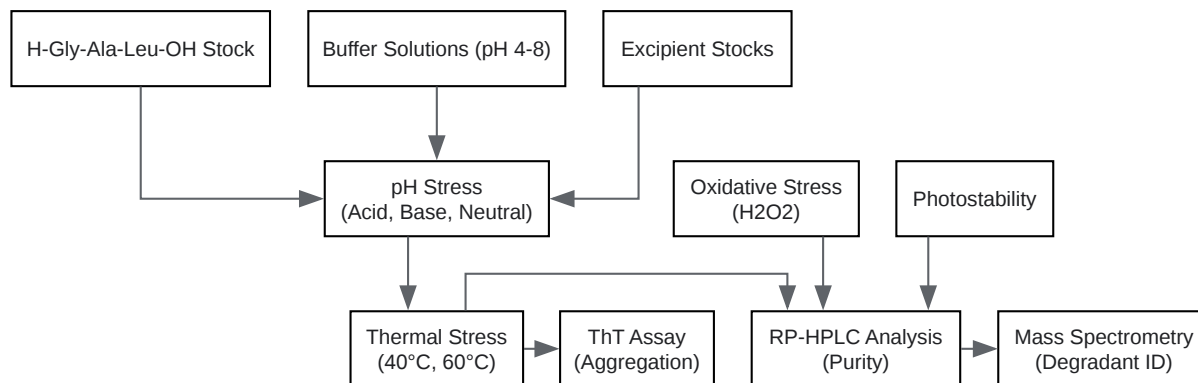 H-Gly-Ala-Leu-OH Stock
Buffer Solutions (pH 4-8)
Excipient Stocks
pH Stress
(Acid, Base, Neutral)
Oxidative Stress
(H2O2)
Photostability
Thermal Stress
(40°C, 60°C)
ThT Assay
(Aggregation)
RP-HPLC Analysis
(Purity)
Mass Spectrometry
(Degradant ID)